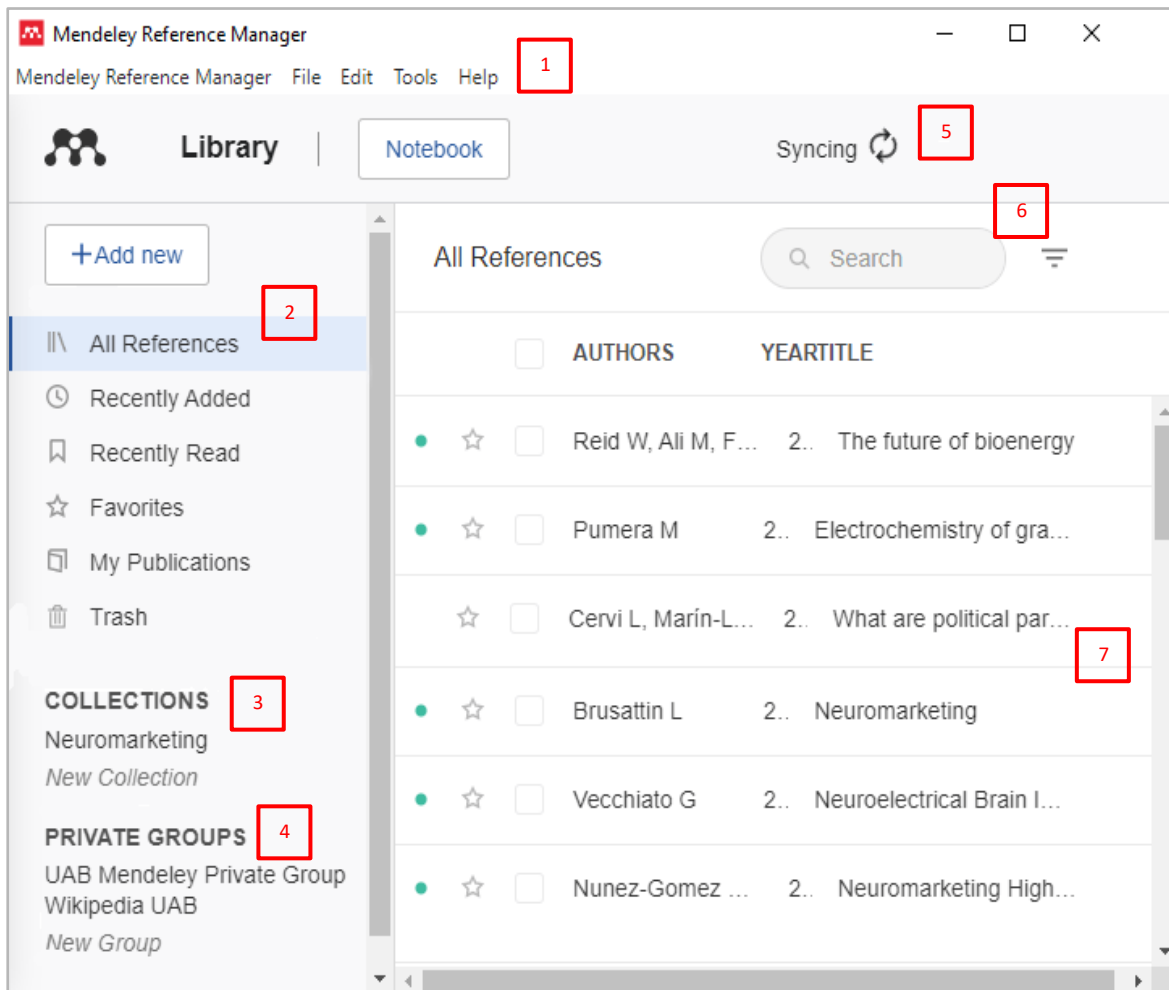 Mendeley Reference Manager
Mendeley Reference Manager File Edit Tools Help 1
Library | Notebook Syncing 5
6
+Add new
All References Search
2
All References
AUTHORS YEARTITLE
Recently Added
Recently Read
Favorites
My Publications
Trash
Reid W, Ali M, F... 2.. The future of bioenergy
Pumera M 2.. Electrochemistry of gra...
Cervi L, Marín-L... 2.. What are political par...
7
COLLECTIONS 3
Neuromarketing
New Collection
Brusattin L 2.. Neuromarketing
Vecchiato G 2.. Neuroelectrical Brain I...
PRIVATE GROUPS 4
UAB Mendeley Private Group
Wikipedia UAB
New Group
Nunez-Gomez ... 2.. Neuromarketing High...